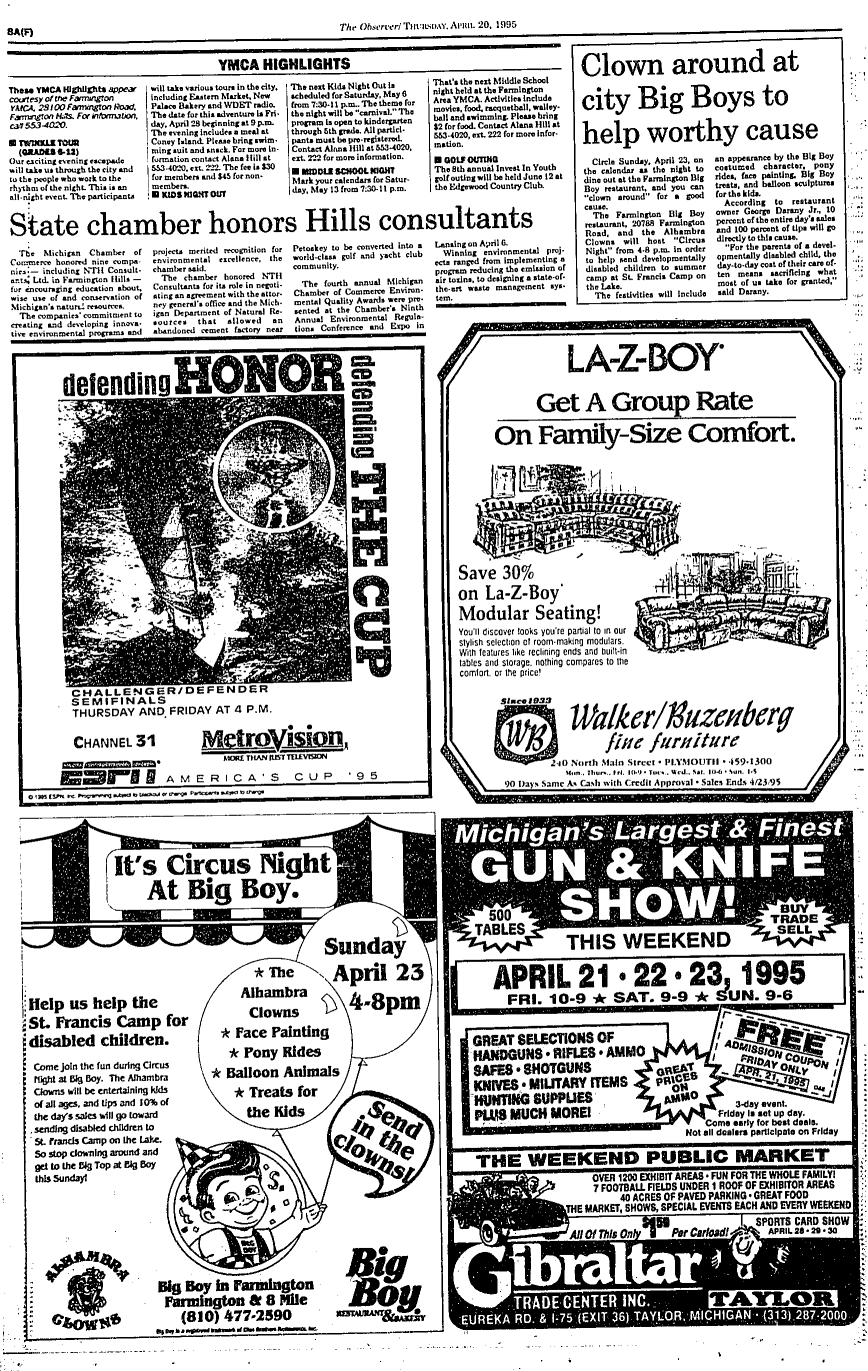 8A(F)
The Observer/ THURSDAY, APRIL 20, 1995
YMCA HIGHLIGHTS
These YMCA Highlights appear
courtesy of the Farmington
YMCA, 28100 Farmington Road,
Farmington Hills. For information,
call 553-4020.
■ TWINKLE TOUR
(GRADES 6-12)
Our exciting evening escapade
will take us through the city and
to the people who work to the
rhythm of the night. This is an
all-night event. The participants
will take various tours in the city,
including Eastern Market, New
Palace Bakery and WDET radio.
The date for this adventure is Fri-
day, April 28 beginning at 9 p.m.
The evening includes a meal at
Coney Island. Please bring swim-
ming suit and snack. For more in-
formation contact Alana Hill at
553-4020, ext. 222. The fee is $30
for members and $45 for non-
members.
■ KIDS NIGHT OUT
The next Kids Night Out is
scheduled for Saturday, May 6
from 7:30-11 p.m.. The theme for
the night will be "carnival." The
program is open to kindergarten
through 5th grade. All partici-
pants must be pre-registered.
Contact Alana Hill at 553-4020,
ext. 222 for more information.
■ MIDDLE SCHOOL NIGHT
Mark your calendars for Satur-
day, May 13 from 7:30-11 p.m.
That's the next Middle School
night held at the Farmington
Area YMCA. Activities include
movies, food, racquetball, walley-
ball and swimming. Please bring
$2 for food. Contact Alana Hill at
553-4020, ext. 222 for more infor-
mation.
■ GOLF OUTING
The 8th annual Invest In Youth
golf outing will be held June 12 at
the Edgewood Country Club.
Clown around at
city Big Boys to
help worthy cause
Circle Sunday, April 23, on
the calendar as the night to
dine out at the Farmington Big
Boy restaurant, and you can
"clown around" for a good
cause.
The Farmington Big Boy
restaurant, 20788 Farmington
Road, and the Alhambra
Clowns will host "Circus
Night" from 4-8 p.m. in order
to help send developmentally
disabled children to summer
camp at St. Francis Camp on
the Lake.
The festivities will include
an appearance by the Big Boy
costumed character, pony
rides, face painting, Big Boy
treats, and balloon sculptures
for the kids.
According to restaurant
owner George Darany Jr., 10
percent of the entire day's sales
and 100 percent of tips will go
directly to this cause.
"For the parent of a devel-
opmentally disabled child, the
day-to-day cost of their care of-
ten means sacrificing what
most of us take for granted,"
said Darany.
State chamber honors Hills consultants
The Michigan Chamber of
Commerce honored nine compa-
nies — including NTH Consult-
ants Ltd. in Farmington Hills —
for encouraging education about,
wise use of and conservation of
Michigan's natural resources.
The companies' commitment to
creating and developing innova-
tive environmental programs and
projects merited recognition for
environmental excellence, the
chamber said.
The chamber honored NTH
Consultants for its role in negoti-
ating an agreement with the attor-
ney general's office and the Mich-
igan Department of Natural Re-
sources that allowed an
abandoned cement factory near
Petoskey to be converted into a
world-class golf and yacht club
community.
The fourth annual Michigan
Chamber of Commerce Environ-
mental Quality Awards were pre-
sented at the Chamber's Ninth
Annual Environmental Regula-
tions Conference and Expo in
Lansing on April 6.
Winning environmental proj-
ects ranged from implementing a
program reducing the emission of
air toxins, to designing a state-of-
the-art waste management sys-
tem.
defending HONOR
defending THE CUP
CHALLENGER/DEFENDER
SEMIFINALS
THURSDAY AND FRIDAY AT 4 P.M.
CHANNEL 31
MetroVision
MORE THAN JUST TELEVISION
ESPN AMERICA'S CUP '95
© 1995 ESPN, Inc. Programming subject to blackout or change. Participants subject to change
LA-Z-BOY
Get A Group Rate
On Family-Size Comfort.
Save 30%
on La-Z-Boy
Modular Seating!
You'll discover looks you're partial to in our
stylish selection of room-making modulars.
With features like reclining ends and built-in
tables and storage, nothing compares to the
comfort, or the price!
Since 1933
WB
Walker/Buzenberg
fine furniture
240 North Main Street • PLYMOUTH • 459-1300
Mon., Thurs., Fri. 10-9 • Tues., Wed., Sat. 10-6 • Sun. 1-5
90 Days Same As Cash with Credit Approval • Sales Ends 4/23/95
It's Circus Night
At Big Boy.
Sunday
April 23
4-8pm
★ The
Alhambra
Clowns
★ Face Painting
★ Pony Rides
★ Balloon Animals
★ Treats for
the Kids
Help us help the
St. Francis Camp for
disabled children.
Come join the fun during Circus
Night at Big Boy. The Alhambra
Clowns will be entertaining kids
of all ages, and tips and 10% of
the day's sales will go toward
sending disabled children to
St. Francis Camp on the Lake.
So stop clowning around and
get to the Big Top at Big Boy
this Sunday!
Send
in the
clowns!
BIG
BOY
ALHAMBRA
CLOWNS
Big Boy in Farmington
Farmington & 8 Mile
(810) 477-2590
Big Boy is a registered trademark of Elias Brothers Restaurants, Inc.
Big
Boy
RESTAURANT & BAKERY
Michigan's Largest & Finest
GUN & KNIFE
SHOW!
500
TABLES
BUY
TRADE
SELL
THIS WEEKEND
APRIL 21 • 22 • 23, 1995
FRI. 10-9 ★ SAT. 9-9 ★ SUN. 9-6
GREAT SELECTIONS OF
HANDGUNS • RIFLES • AMMO
SAFES • SHOTGUNS
KNIVES • MILITARY ITEMS
HUNTING SUPPLIES
PLUS MUCH MORE!
GREAT
PRICES
ON
AMMO
FREE
ADMISSION COUPON
FRIDAY ONLY
APR. 21, 1995
O&E
3-day event.
Friday is set up day.
Come early for best deals.
Not all dealers participate on Friday
THE WEEKEND PUBLIC MARKET
OVER 1200 EXHIBIT AREAS • FUN FOR THE WHOLE FAMILY!
7 FOOTBALL FIELDS UNDER 1 ROOF OF EXHIBITOR AREAS
40 ACRES OF PAVED PARKING • GREAT FOOD
THE MARKET, SHOWS, SPECIAL EVENTS EACH AND EVERY WEEKEND
All Of This Only $1.50 Per Carload!
SPORTS CARD SHOW
APRIL 28 • 29 • 30
Gibraltar
TRADE CENTER INC. TAYLOR
EUREKA RD. & I-75 (EXIT 36) TAYLOR, MICHIGAN • (313) 287-2000